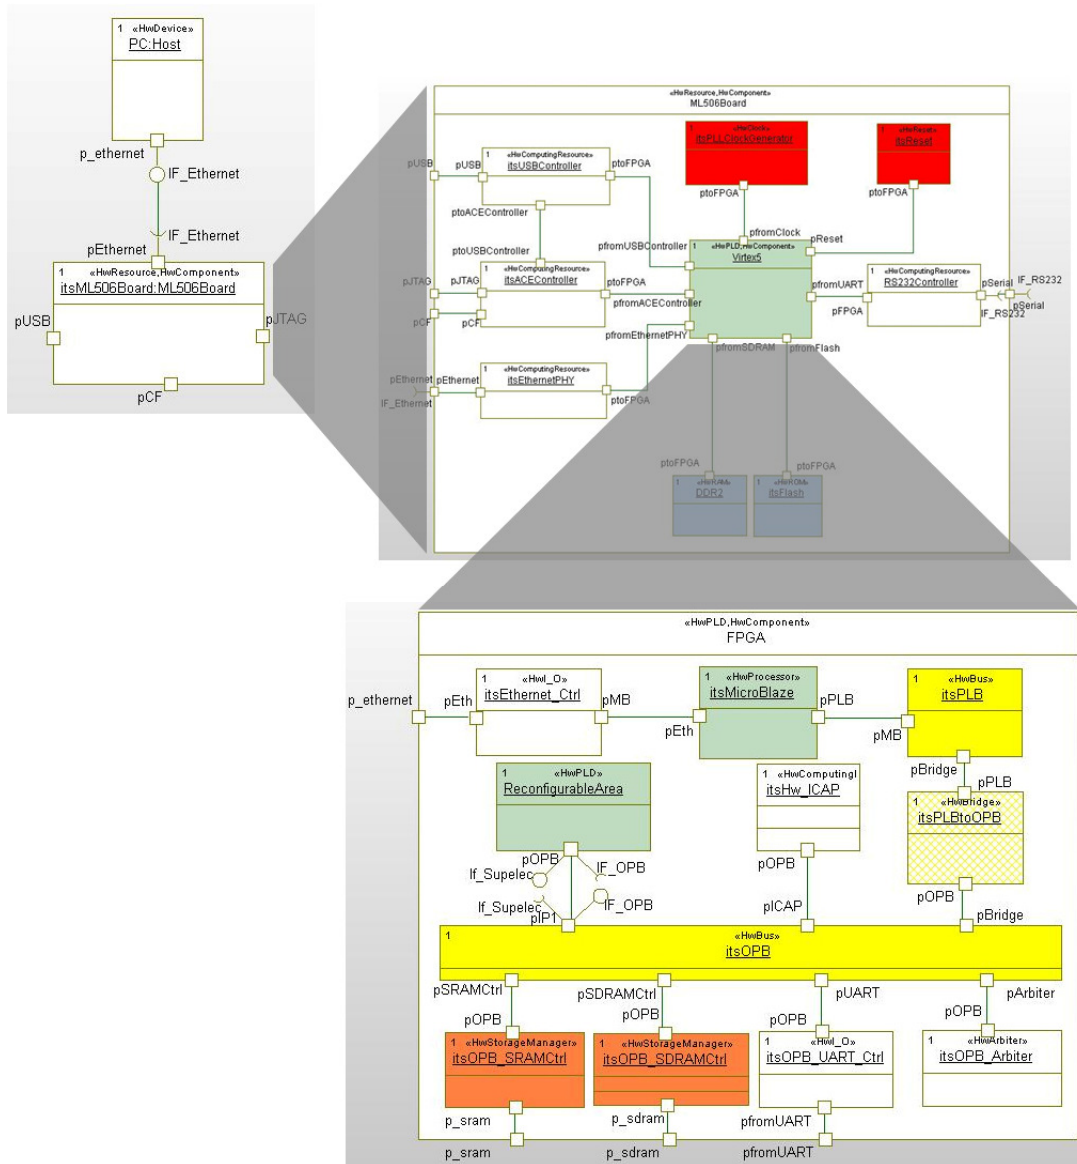 1 «HwDevice»
PC:Host
p_ethernet
IF_Ethernet
IF_Ethernet
pEthernet
1 «HwResource,HwComponent»
itsML506Board:ML506Board
pUSB
pJTAG
pCF
«HwResource,HwComponent»
ML506Board
1 «HwClock»
itsPLLClockGenerator
ptoFPGA
1 «HwReset»
itsReset
ptoFPGA
pUSB
pUSB
1 «HwComputingResource»
itsUSBController
ptoFPGA
ptoACEController
ptoUSBController
pJTAG
pJTAG
1 «HwComputingResource»
itsACEController
ptoFPGA
pCF
pCF
pfromClock
pReset
pfromUSBController
1 «HwPLD,HwComponent»
Virtex5
pfromACEController
pfromEthernetPHY
pfromUART
pFPGA
1 «HwComputingResource»
RS232Controller
pSerial
IF_RS232
IF_RS232
pSerial
pfromSDRAM
pfromFlash
pEthernet
pEthernet
IF_Ethernet
1 «HwComputingResource»
itsEthernetPHY
ptoFPGA
ptoFPGA
ptoFPGA
1 «HwRAM»
DDR2
1 «HwROM»
itsFlash
«HwPLD,HwComponent»
FPGA
p_ethernet
pEth
1 «HwI_O»
itsEthernet_Ctrl
pMB
pEth
1 «HwProcessor»
itsMicroBlaze
pPLB
pMB
1 «HwBus»
itsPLB
pBridge
pPLB
1 «HwPLD»
ReconfigurableArea
pOPB
1 «HwComputingI
itsHw_ICAP
pOPB
1 «HwBridge»
itsPLBtoOPB
pOPB
If_Supelec
IF_OPB
If_Supelec
IF_OPB
pIP1
pICAP
pBridge
1 «HwBus»
itsOPB
pSRAMCtrl
pSDRAMCtrl
pUART
pArbiter
pOPB
pOPB
pOPB
pOPB
1 «HwStorageManager»
itsOPB_SRAMCtrl
1 «HwStorageManager»
itsOPB_SDRAMCtrl
1 «HwI_O»
itsOPB_UART_Ctrl
1 «HwArbiter»
itsOPB_Arbiter
p_sram
p_sdram
pfromUART
p_sram
p_sdram
pfromUART